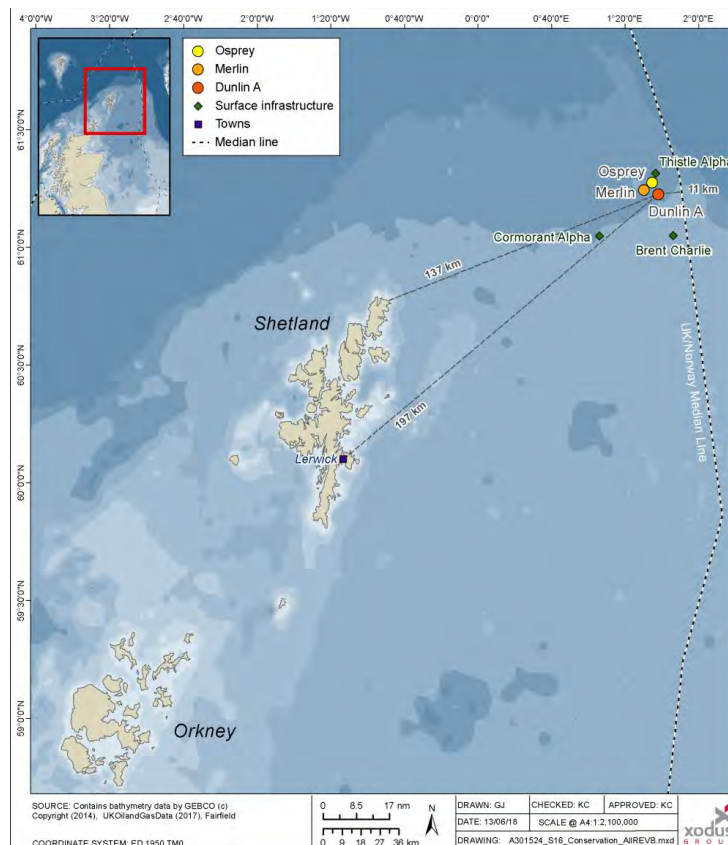 4°0'0"W
3°20'0"W
2°40'0"W
2°0'0"W
1°20'0"W
0°40'0"W
0°0'0"
0°40'0"E
1°20'0"E
2°0'0"E
Osprey
Merlin
Dunlin A
Surface infrastructure
Towns
Median line
61°30'0"N
61°0'0"N
60°30'0"N
60°0'0"N
59°30'0"N
59°0'0"N
Thistle Alpha
Osprey
Merlin
11 km
Dunlin A
Cormorant Alpha
Brent Charlie
137 km
Shetland
197 km
UK/Norway Median Line
Lerwick
Orkney
SOURCE: Contains bathymetry data by GEBCO (c)
Copyright (2014), UKOilandGasData (2017), Fairfield
COORDINATE SYSTEM: ED 1950 TM0
0 8.5 17 nm
0 9 18 27 36 km
N
DRAWN: GJ
CHECKED: KC
APPROVED: KC
DATE: 13/06/18
SCALE @ A4:1:2,100,000
DRAWING: A301524_S16_Conservation_AllREVB.mxd
xodus
GROUP